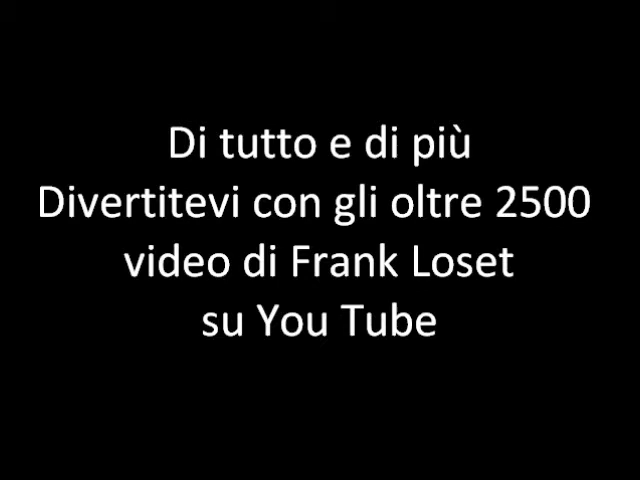 Di tutto e di più
Divertitevi con gli oltre 2500
video di Frank Loset
su You Tube